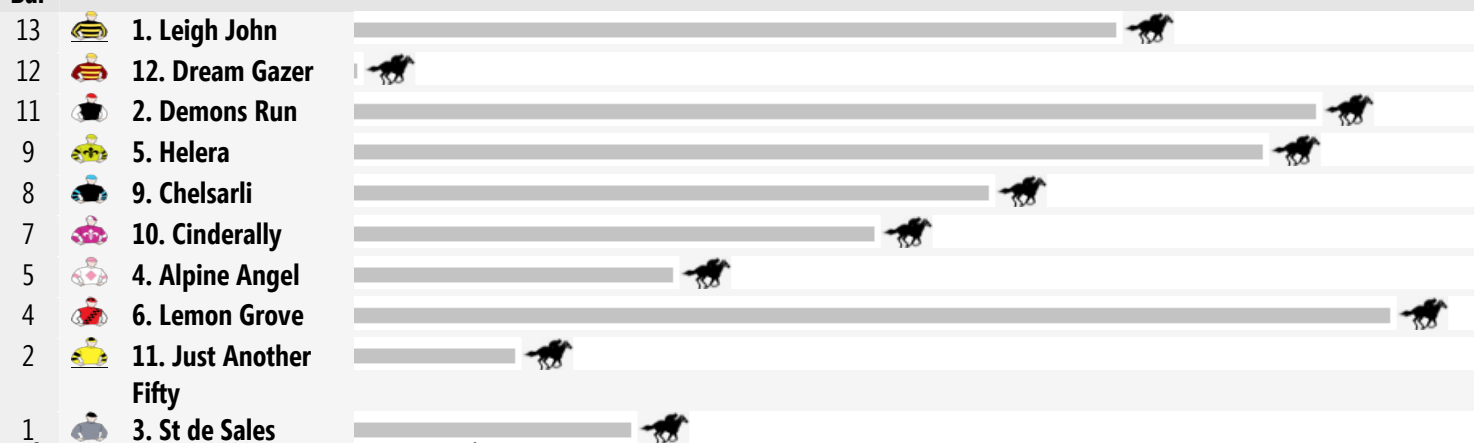 Bar
13 1. Leigh John
12 12. Dream Gazer
11 2. Demons Run
9 5. Helera
8 9. Chelsarli
7 10. Cinderally
5 4. Alpine Angel
4 6. Lemon Grove
2 11. Just Another
Fifty
1 3. St de Sales